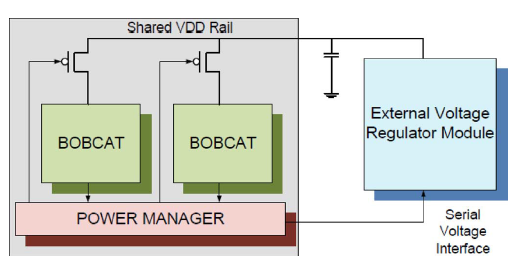 Shared VDD Rail
BOBCAT
BOBCAT
External Voltage
Regulator Module
POWER MANAGER
Serial
Voltage
Interface